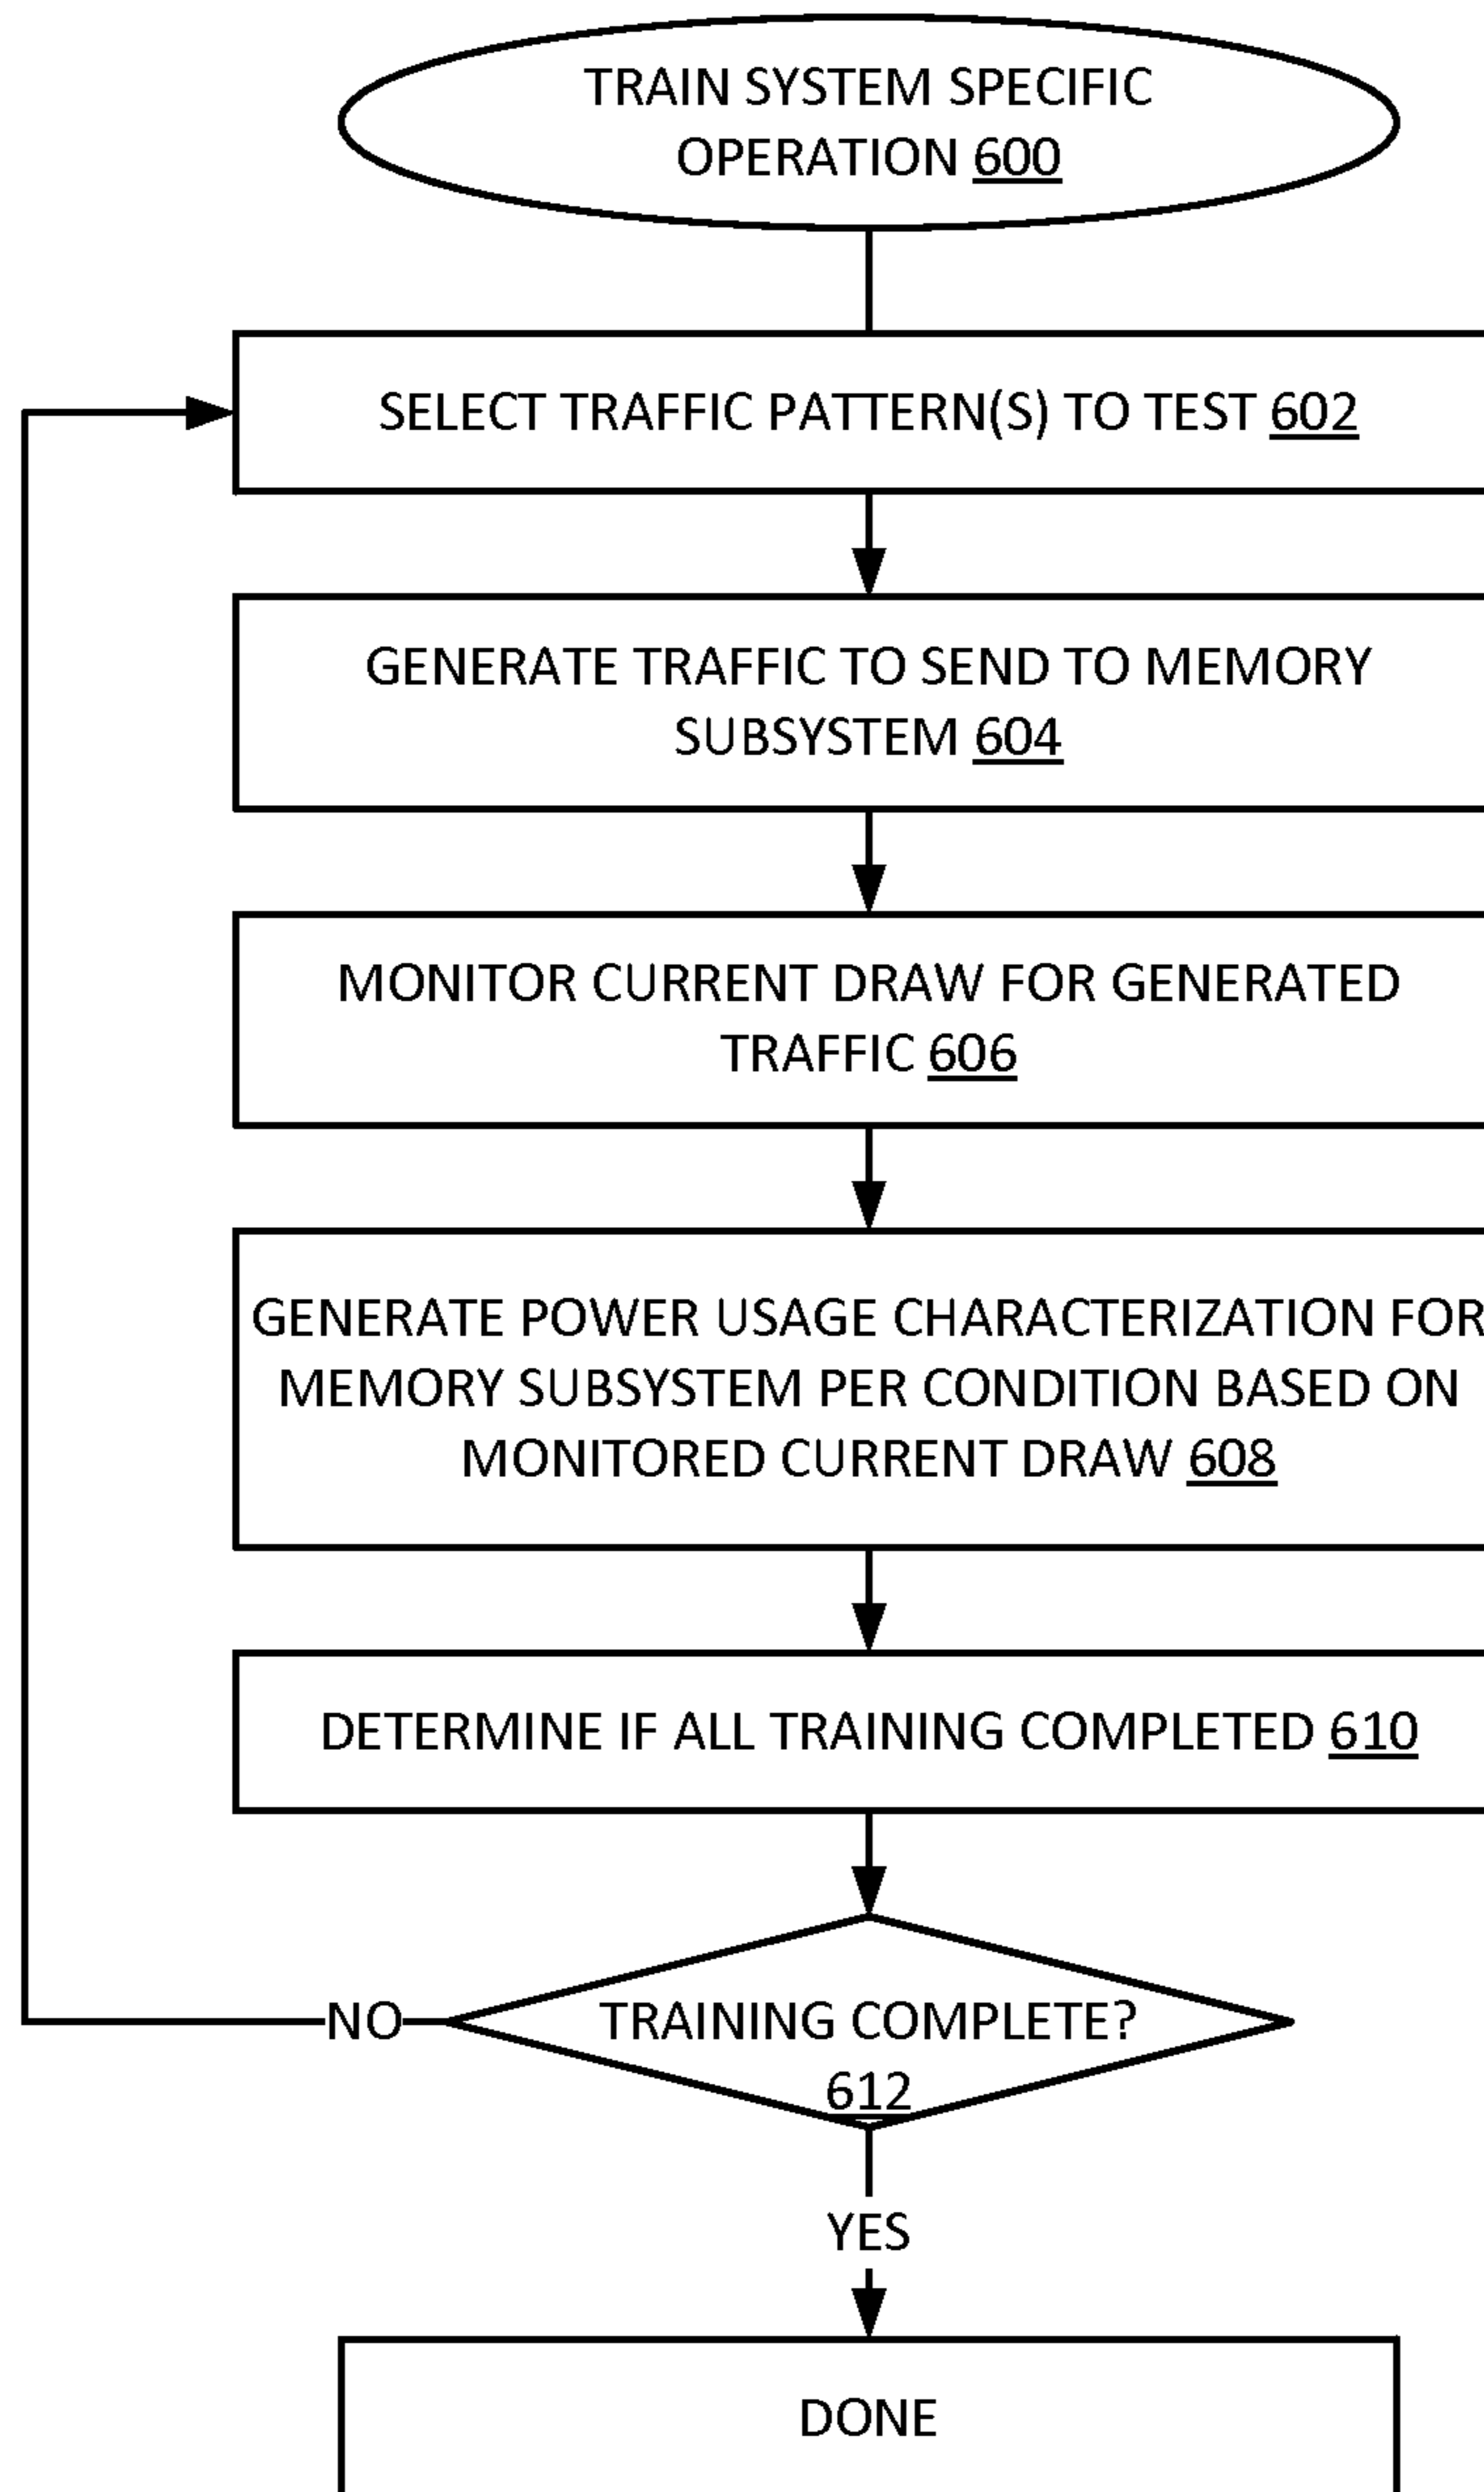 TRAIN SYSTEM SPECIFIC
OPERATION 600
SELECT TRAFFIC PATTERN(S) TO TEST 602
GENERATE TRAFFIC TO SEND TO MEMORY
SUBSYSTEM 604
MONITOR CURRENT DRAW FOR GENERATED
TRAFFIC 606
GENERATE POWER USAGE CHARACTERIZATION FOR
MEMORY SUBSYSTEM PER CONDITION BASED ON
MONITORED CURRENT DRAW 608
DETERMINE IF ALL TRAINING COMPLETED 610
NO
TRAINING COMPLETE?
612
YES
DONE